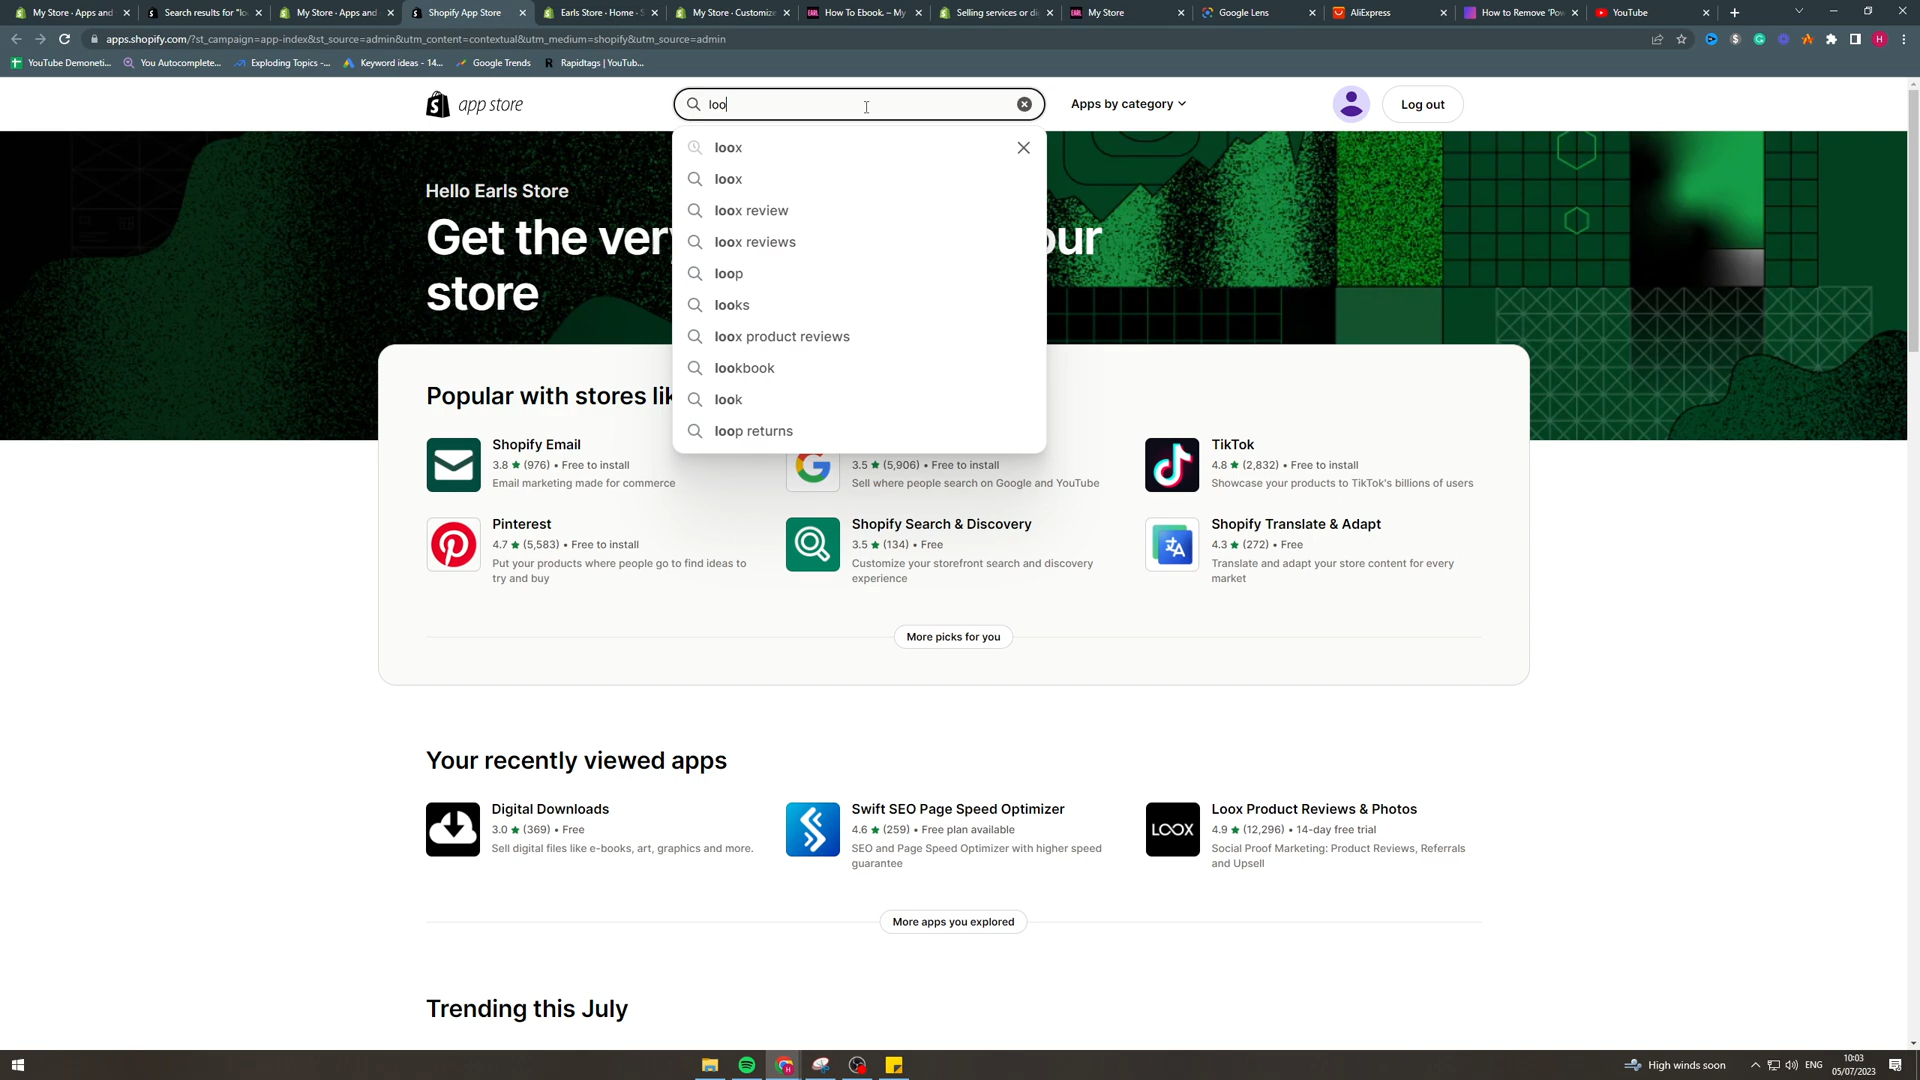 My Store · Apps and
Search results for "lo
My Store · Apps and
Shopify App Store
Earls Store · Home · S
My Store · Customize
How To Ebook. – My
Selling services or di
My Store
Google Lens
AliExpress
How to Remove 'Pow
YouTube
apps.shopify.com/?st_campaign=app-index&st_source=admin&utm_content=contextual&utm_medium=shopify&utm_source=admin
YouTube Demoneti...
You Autocomplete...
Exploding Topics -...
Keyword ideas - 14...
Google Trends
Rapidtags | YouTub...
app store
loo
Apps by category
Log out
loox
loox
loox review
loox reviews
loop
looks
loox product reviews
lookbook
look
loop returns
Hello Earls Store
Get the ver
our
store
Popular with stores lik
Shopify Email
3.8 ★ (976) • Free to install
Email marketing made for commerce
3.5 ★ (5,906) • Free to install
Sell where people search on Google and YouTube
TikTok
4.8 ★ (2,832) • Free to install
Showcase your products to TikTok's billions of users
Pinterest
4.7 ★ (5,583) • Free to install
Put your products where people go to find ideas to
try and buy
Shopify Search & Discovery
3.5 ★ (134) • Free
Customize your storefront search and discovery
experience
Shopify Translate & Adapt
4.3 ★ (272) • Free
Translate and adapt your store content for every
market
More picks for you
Your recently viewed apps
Digital Downloads
3.0 ★ (369) • Free
Sell digital files like e-books, art, graphics and more.
Swift SEO Page Speed Optimizer
4.6 ★ (259) • Free plan available
SEO and Page Speed Optimizer with higher speed
guarantee
LOOX
Loox Product Reviews & Photos
4.9 ★ (12,296) • 14-day free trial
Social Proof Marketing: Product Reviews, Referrals
and Upsell
More apps you explored
Trending this July
High winds soon
ENG
10:03
05/07/2023